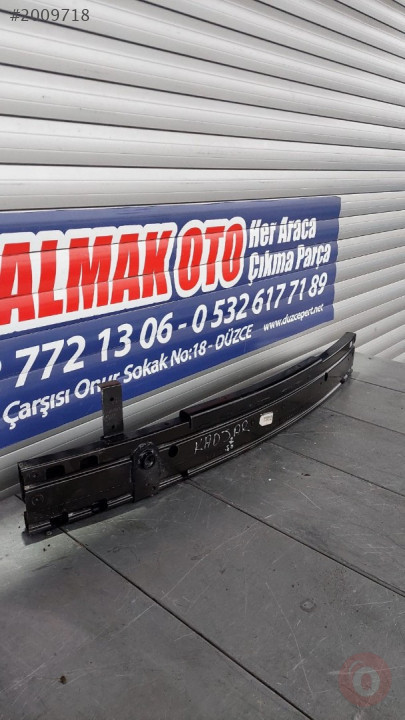 #2009718
ALMAK OTO
Her Araca
Çıkma Parça
772 13 06 - 0 532 617 71 89
Çarşısı Onur Sokak No:18 - DÜZCE
www.duzcepert.net
KADJAR